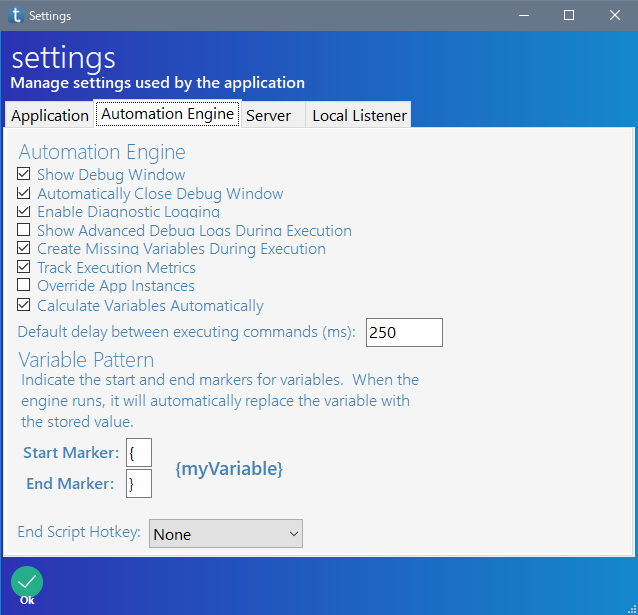 Settings
settings
Manage settings used by the application
Application Automation Engine Server Local Listener
Automation Engine
Show Debug Window
Automatically Close Debug Window
Enable Diagnostic Logging
Show Advanced Debug Logs During Execution
Create Missing Variables During Execution
Track Execution Metrics
Override App Instances
Calculate Variables Automatically
Default delay between executing commands (ms): 250
Variable Pattern
Indicate the start and end markers for variables. When the
engine runs, it will automatically replace the variable with
the stored value.
Start Marker: {
{myVariable}
End Marker: }
End Script Hotkey: None
Ok